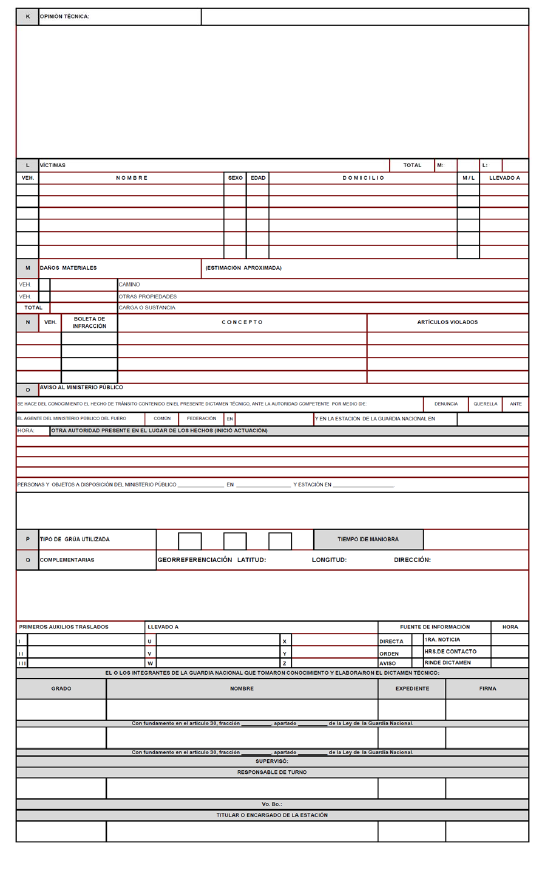 K OPINIÓN TÉCNICA:
L VÍCTIMAS TOTAL M: L:
VEH. NOMBRE SEXO EDAD DOMICILIO M / L LLEVADO A
M DAÑOS MATERIALES (ESTIMACIÓN APROXIMADA)
VEH. CAMINO
VEH. OTRAS PROPIEDADES
TOTAL CARGA O SUSTANCIA
N VEH. BOLETA DE INFRACCIÓN CONCEPTO ARTÍCULOS VIOLADOS
O AVISO AL MINISTERIO PÚBLICO
SE HACE DEL CONOCIMIENTO EL HECHO DE TRÁNSITO CONTENIDO EN EL PRESENTE DICTAMEN TÉCNICO, ANTE LA AUTORIDAD COMPETENTE POR MEDIO DE: DENUNCIA QUERELLA ANTE
EL AGENTE DEL MINISTERIO PÚBLICO DEL FUERO COMÚN FEDERACIÓN EN Y EN LA ESTACIÓN DE LA GUARDIA NACIONAL EN
HORA: OTRA AUTORIDAD PRESENTE EN EL LUGAR DE LOS HECHOS (INICIÓ ACTUACIÓN)
PERSONAS Y OBJETOS A DISPOSICIÓN DEL MINISTERIO PÚBLICO ________________ EN ___________________ Y ESTACIÓN EN _____________________
P TIPO DE GRÚA UTILIZADA TIEMPO DE MANIOBRA
Q COMPLEMENTARIAS GEORREFERENCIACIÓN LATITUD: LONGITUD: DIRECCIÓN:
PRIMEROS AUXILIOS TRASLADOS LLEVADO A FUENTE DE INFORMACIÓN HORA
I U X DIRECTA 1RA. NOTICIA
II V Y ORDEN HRS.DE CONTACTO
III W Z AVISO RINDE DICTAMEN
EL O LOS INTEGRANTES DE LA GUARDIA NACIONAL QUE TOMARON CONOCIMIENTO Y ELABORARON EL DICTAMEN TÉCNICO:
GRADO NOMBRE EXPEDIENTE FIRMA
Con fundamento en el artículo 30, fracción _________, apartado _________ de la Ley de la Guardia Nacional.
Con fundamento en el artículo 30, fracción _________, apartado _________ de la Ley de la Guardia Nacional.
SUPERVISÓ:
RESPONSABLE DE TURNO
Vo. Bo.:
TITULAR O ENCARGADO DE LA ESTACIÓN